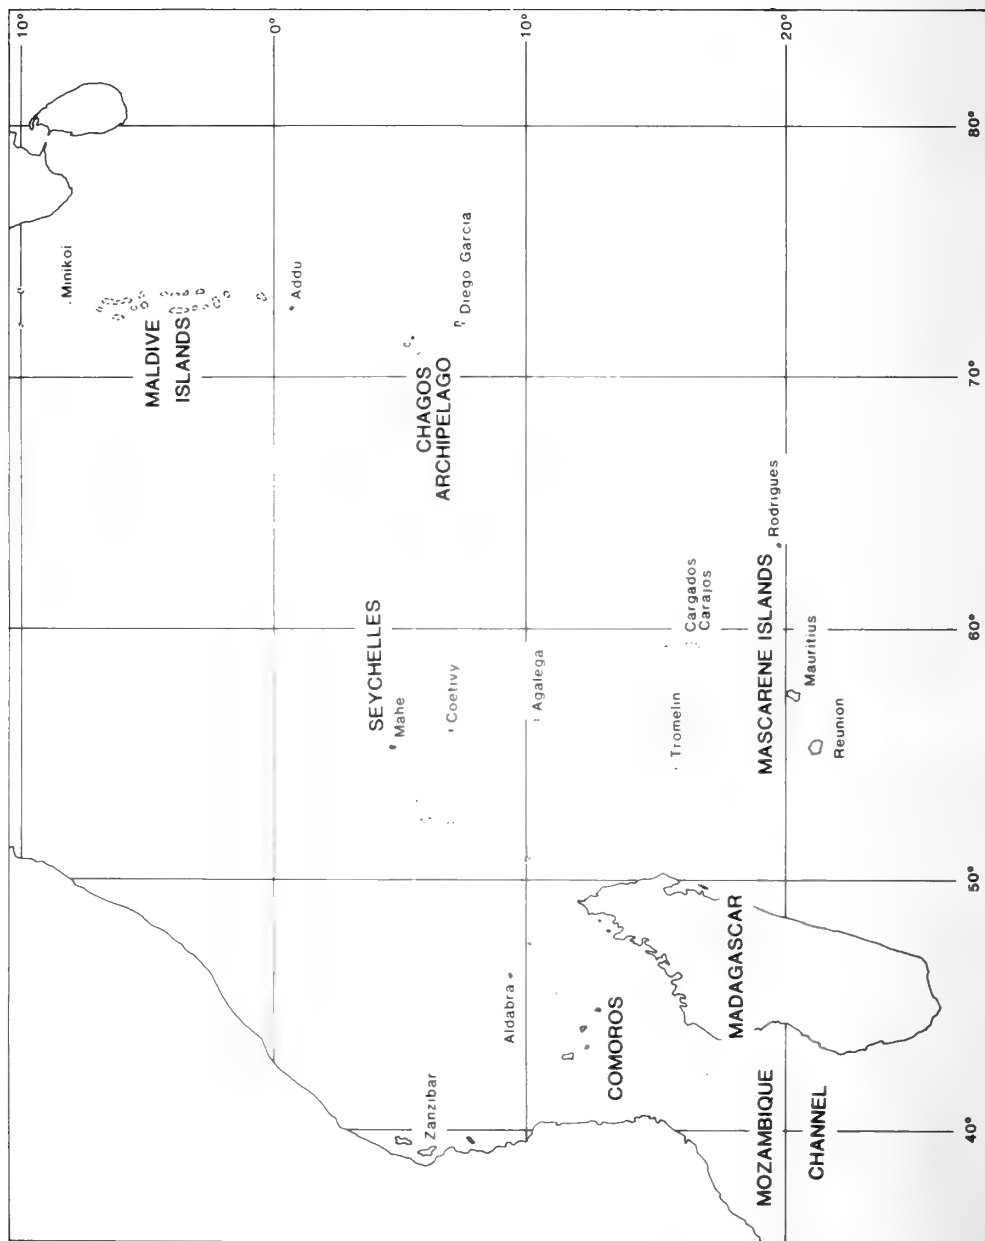 10°
0°
10°
20°
80°
70°
60°
50°
40°
Minikoi
MALDIVE
ISLANDS
Addu
Diego Garcia
CHAGOS
ARCHIPELAGO
SEYCHELLES
Mahe
Coetivy
Agalega
Cargados
Carajos
Tromelin
Rodrigues
MASCARENE ISLANDS
Mauritius
Reunion
Aldabra
COMOROS
MADAGASCAR
Zanzibar
MOZAMBIQUE
CHANNEL